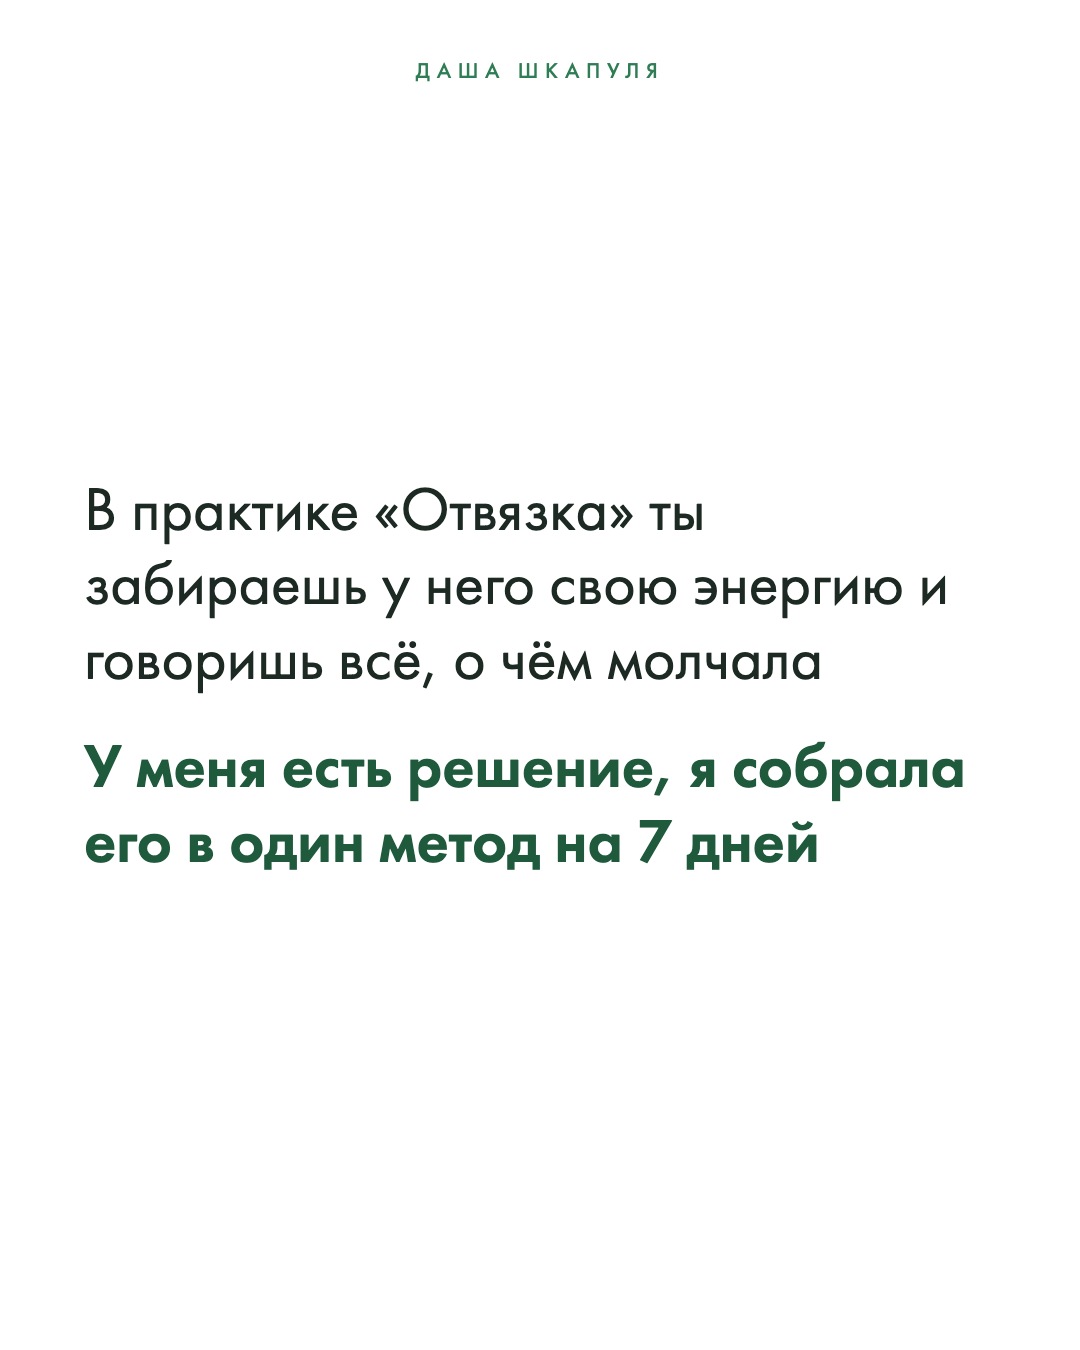 ДАША ШКАПУЛЯ
В практике «Отвязка» ты
забираешь у него свою энергию и
говоришь всё, о чём молчала
У меня есть решение, я собрала
его в один метод на 7 дней